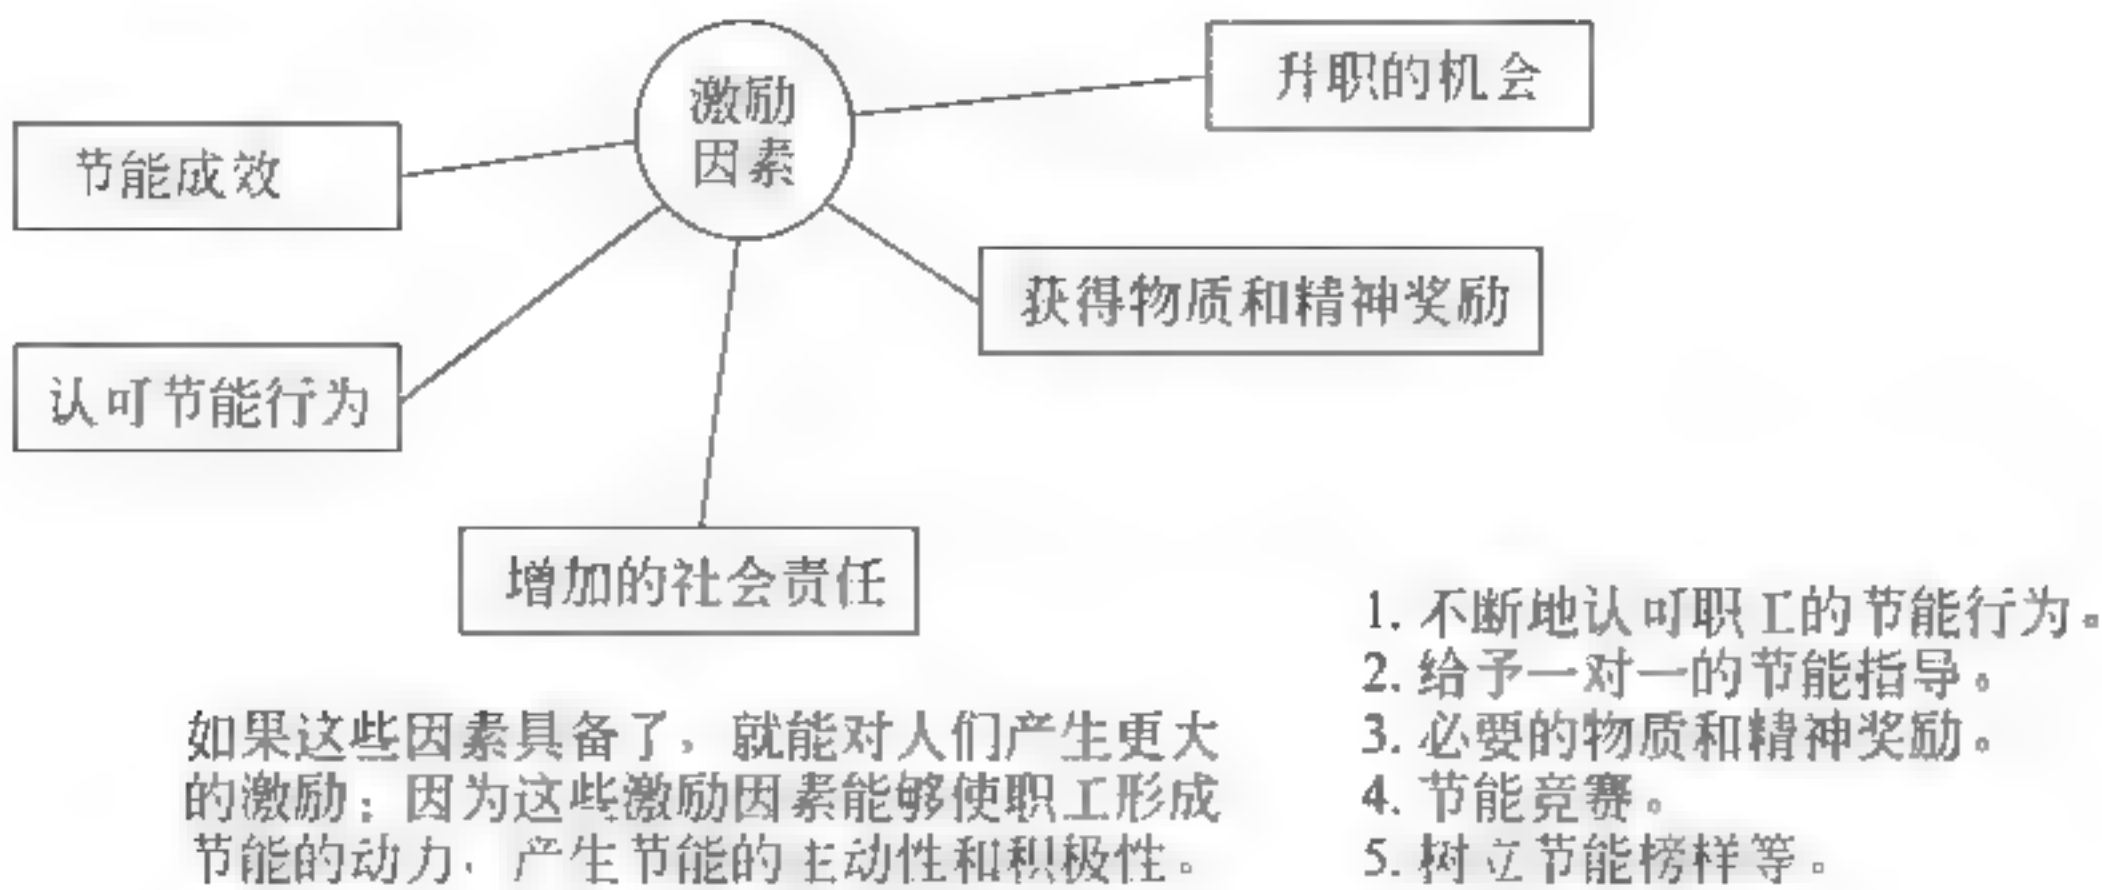 激励
因素
升职的机会
节能成效
获得物质和精神奖励
认可节能行为
增加的社会责任
如果这些因素具备了，就能对人们产生更大
的激励；因为这些激励因素能够使职工形成
节能的动力，产生节能的主动性和积极性。
1. 不断地认可职工的节能行为。
2. 给予一对一的节能指导。
3. 必要的物质和精神奖励。
4. 节能竞赛。
5. 树立节能榜样等。